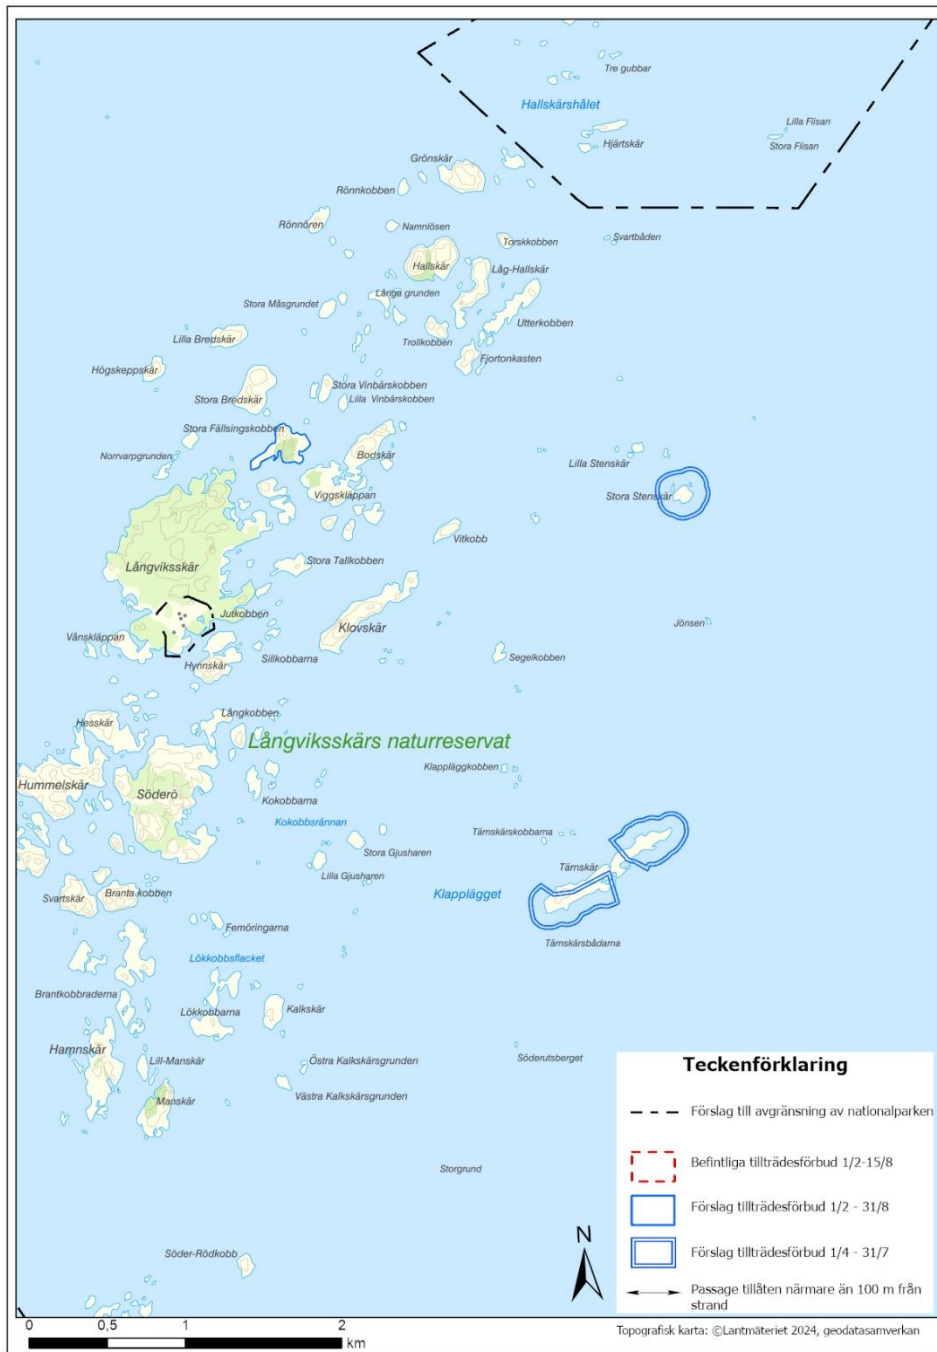 Tre gubbar
Hallskärshålet
Lilla Flisan
Hjärtskär
Stora Flisan
Grönskär
Rönnkobben
Rönnören
Namnlösen
Torskkobben
Svartbåden
Hallskär
Låg-Hallskär
Långa grunden
Stora Måsgrundet
Utterkobben
Lilla Bredskär
Trollkobben
Fjortonkasten
Högskeppskär
Stora Vinbärskobben
Stora Bredskär
Lilla Vinbärskobben
Stora Fällsingskobben
Norrvarpgrunden
Bodskär
Lilla Stenskär
Viggskläppan
Stora Stenskär
Vitkobb
Långviksskär
Stora Tallkobben
Jutkobben
Klovskär
Jönsen
Vånskläppan
Sillkobbarna
Segelkobben
Hynnskär
Långkobben
Hesskär
Långviksskärs naturreservat
Klappläggkobben
Hummelskär
Söderö
Kokobbarna
Kokobbsrännan
Tärnskärskobbarna
Stora Gjusharen
Tärnskär
Lilla Gjusharen
Svartskär
Branta kobben
Klapplägget
Femöringarna
Tärnskärsbådarna
Lökkobbsflacket
Brantkobbraderna
Lökkobbarna
Kalkskär
Hamnskär
Lill-Manskär
Östra Kalkskärsgrunden
Söderutsberget
Manskär
Västra Kalkskärsgrunden
Storgrund
Söder-Rödkobb
N
Teckenförklaring
Förslag till avgränsning av nationalparken
Befintliga tillträdesförbud 1/2-15/8
Förslag tillträdesförbud 1/2 - 31/8
Förslag tillträdesförbud 1/4 - 31/7
Passage tillåten närmare än 100 m från
strand
0 0,5 1 2
km
Topografisk karta: ©Lantmäteriet 2024, geodatasamverkan